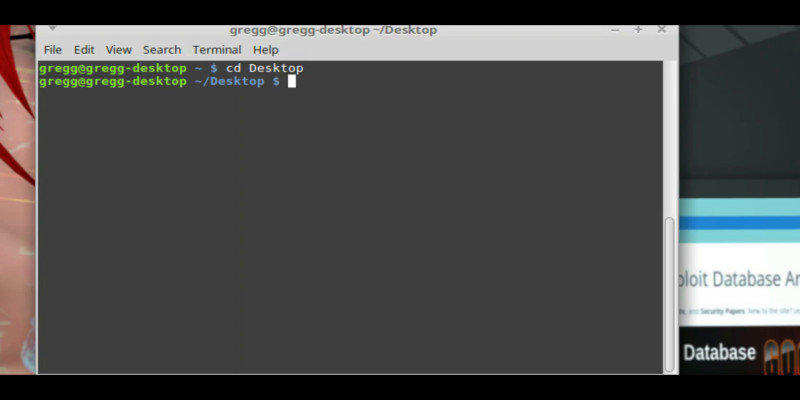 gregg@gregg-desktop ~/Desktop
File Edit View Search Terminal Help
gregg@gregg-desktop ~ $ cd Desktop
gregg@gregg-desktop ~/Desktop $
ploit Database Ar
and Security Papers. New to the site?
Database